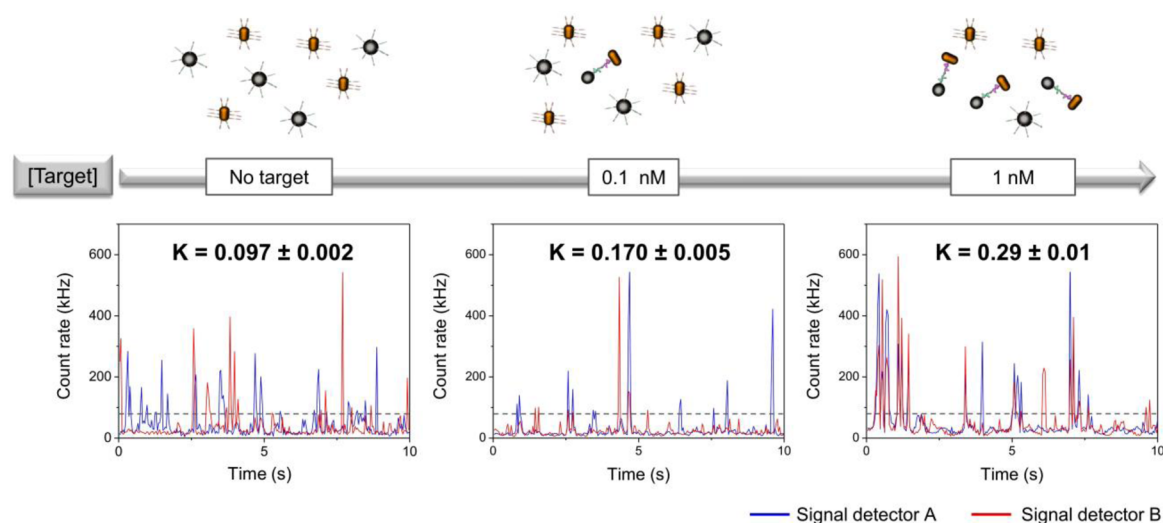 [Target]
No target
0.1 nM
1 nM
K = 0.097 ± 0.002
600
400
200
0
Count rate (kHz)
0
5
10
Time (s)
K = 0.170 ± 0.005
600
400
200
0
Count rate (kHz)
0
5
10
Time (s)
K = 0.29 ± 0.01
600
400
200
0
Count rate (kHz)
0
5
10
Time (s)
Signal detector A
Signal detector B